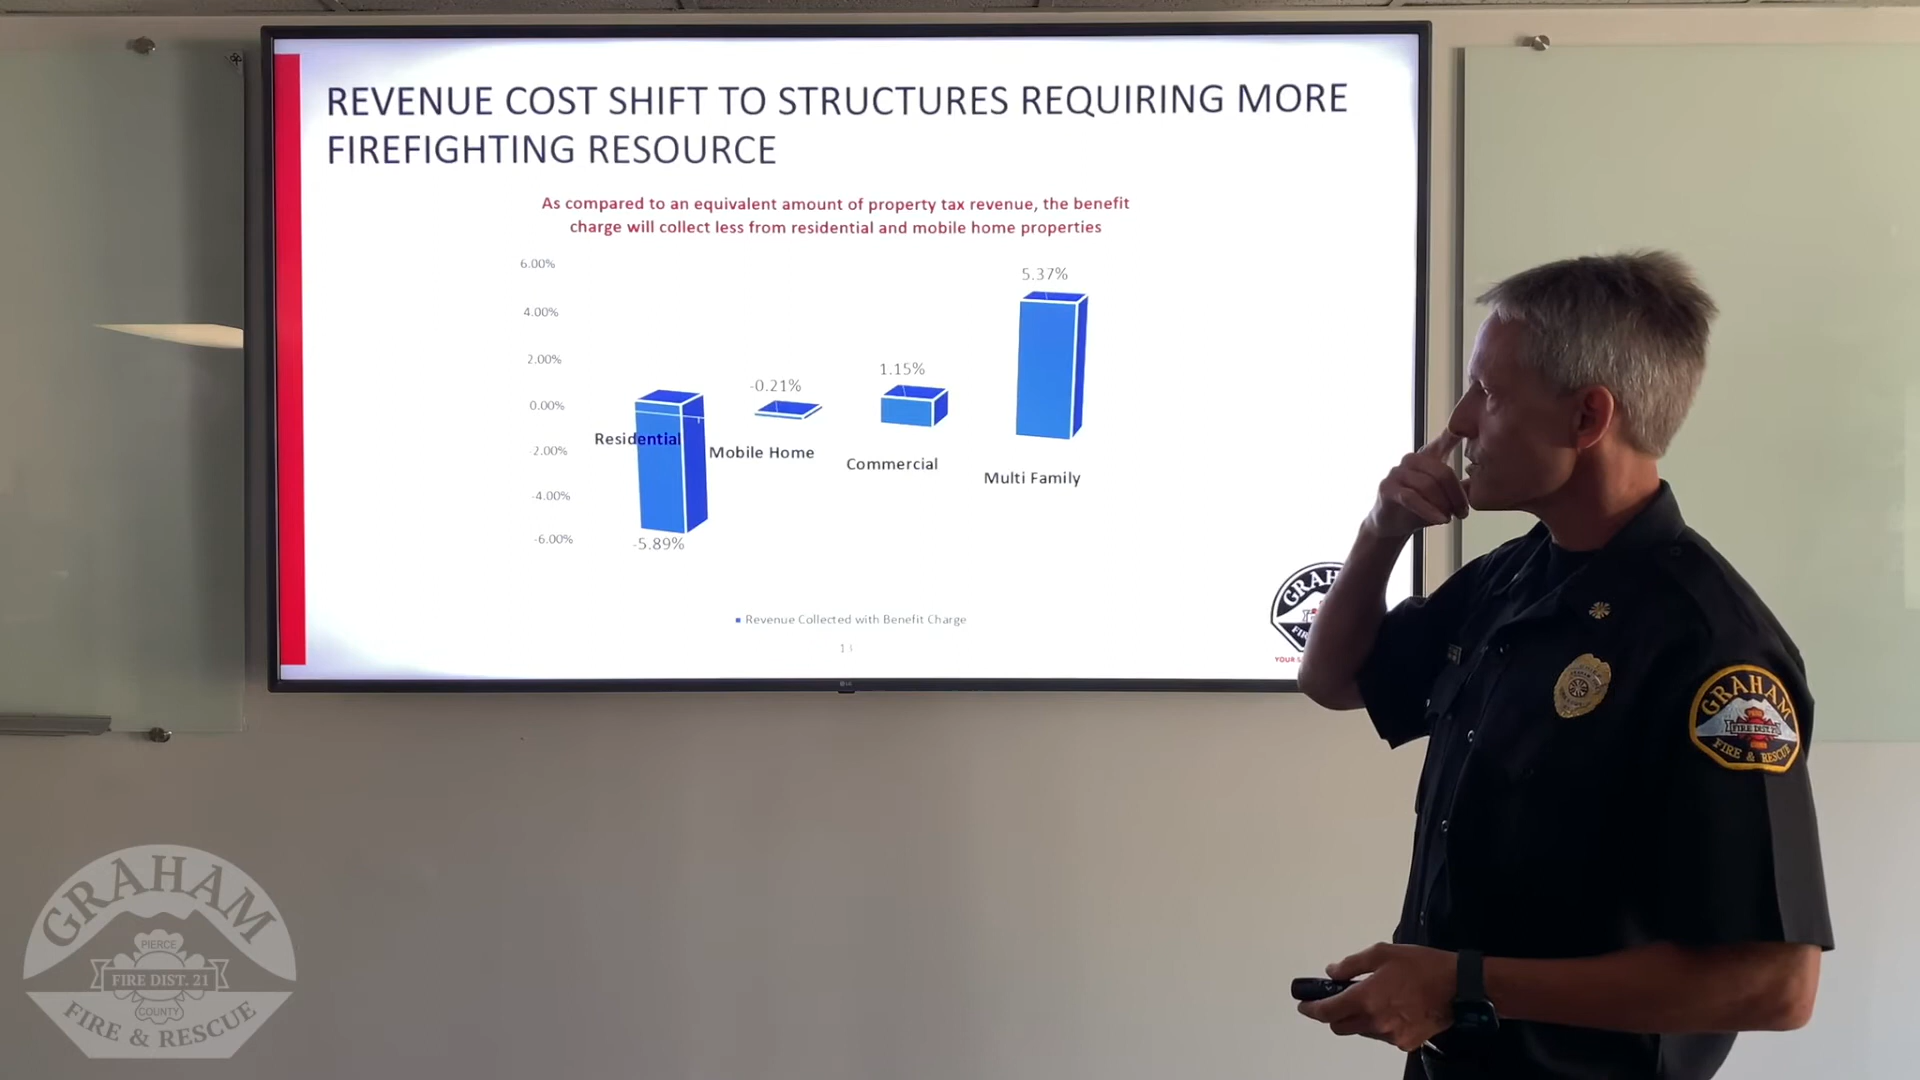 REVENUE COST SHIFT TO STRUCTURES REQUIRING MORE
FIREFIGHTING RESOURCE
As compared to an equivalent amount of property tax revenue, the benefit
charge will collect less from residential and mobile home properties
6.00%
4.00%
2.00%
0.00%
2.00%
-4.00%
-6.00%
Residential
-5.89%
-0.21%
Mobile Home
1.15%
Commercial
5.37%
Multi Family
Revenue Collected with Benefit Charge
GRAHAM
FIRE DIST. 21
FIRE & RESCUE
GRAHAM
PIERCE
FIRE DIST. 21
COUNTY
FIRE & RESCUE